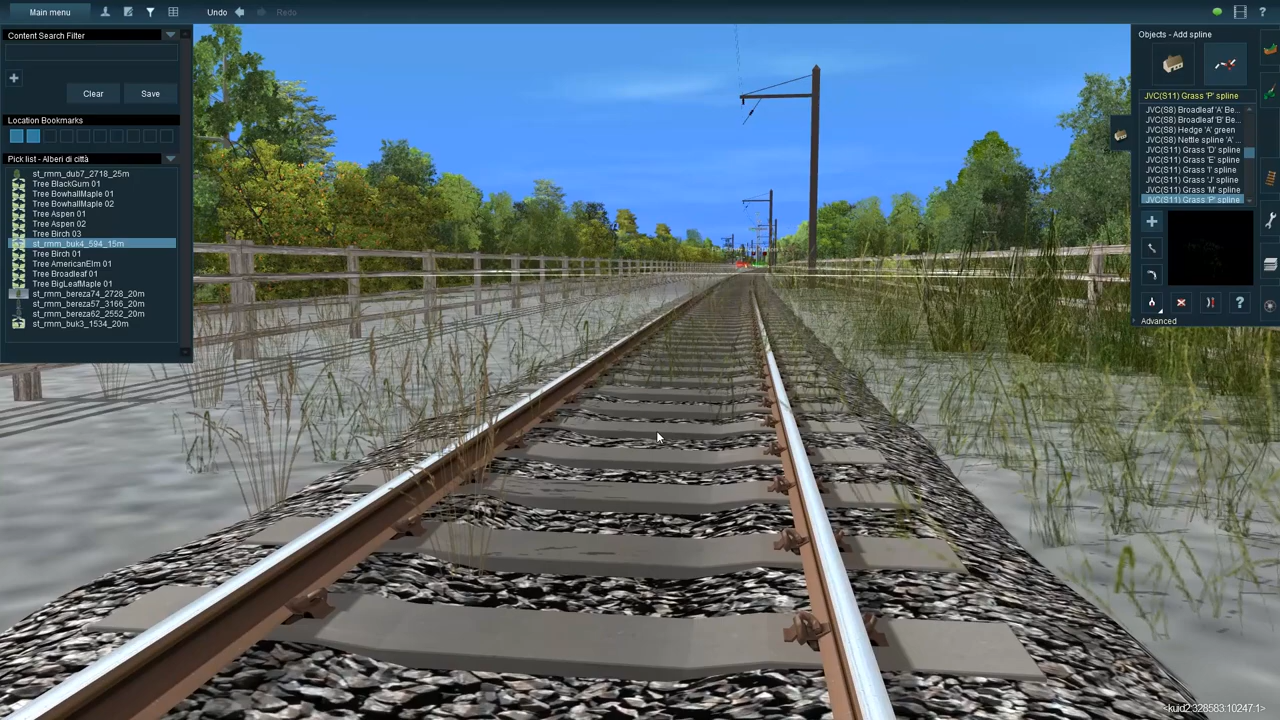 Main menu
Undo
Redo
?
Content Search Filter
Clear
Save
Location Bookmarks
Pick list - Alberi di città
st_rmm_dub7_2718_25m
Tree BlackGum 01
Tree BowhallMaple 01
Tree BowhallMaple 02
Tree Aspen 01
Tree Aspen 02
Tree Birch 03
st_rmm_buk4_594_15m
Tree Birch 01
Tree AmericanElm 01
Tree Broadleaf 01
Tree BigLeafMaple 01
st_rmm_bereza74_2728_20m
st_rmm_bereza57_3166_20m
st_rmm_bereza62_2552_20m
st_rmm_buk3_1534_20m
Objects - Add spline
JVC(S11) Grass 'P' spline
JVC(S8) Broadleaf 'A' Be...
JVC(S8) Broadleaf 'B' Be...
JVC(S8) Hedge 'A' green
JVC(S8) Nettle spline 'A' ...
JVC(S11) Grass 'D' spline
JVC(S11) Grass 'E' spline
JVC(S11) Grass 'I' spline
JVC(S11) Grass 'J' spline
JVC(S11) Grass 'M' spline
JVC(S11) Grass 'P' spline
?
Advanced
<kuid2:328583:10247:1>